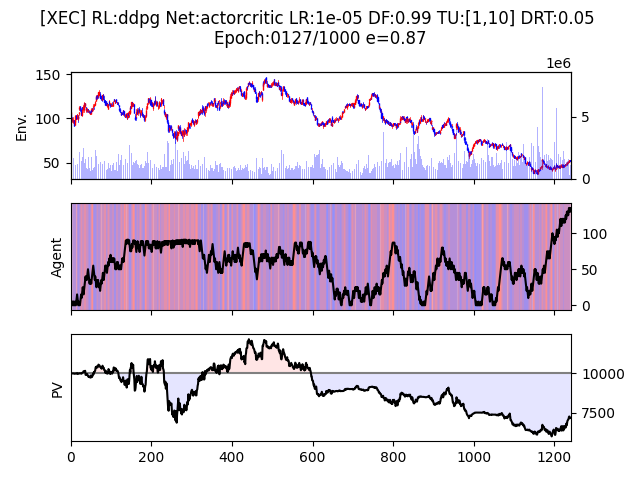 [XEC] RL:ddpg Net:actorcritic LR:1e-05 DF:0.99 TU:[1,10] DRT:0.05
Epoch:0127/1000 e=0.87
1e6
150
100
50
Env.
5
0
Agent
100
50
0
PV
10000
7500
0 200 400 600 800 1000 1200